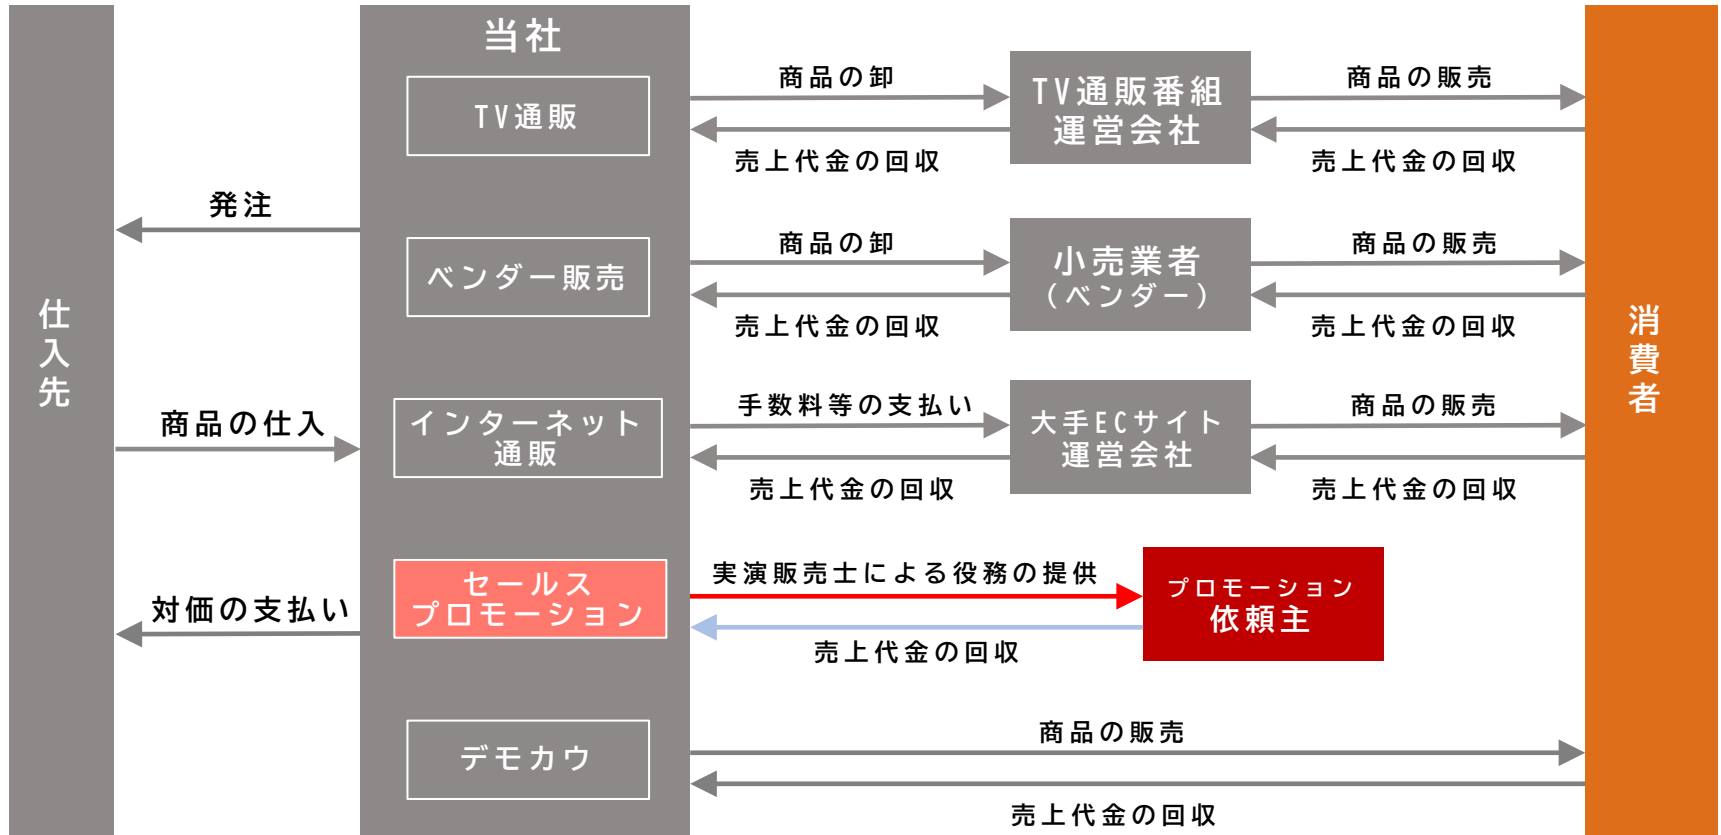 仕入先
発注
商品の仕入
対価の支払い
当社
TV通販
商品の卸
売上代金の回収
TV通販番組
運営会社
商品の販売
売上代金の回収
ベンダー販売
商品の卸
売上代金の回収
小売業者
(ベンダー)
商品の販売
売上代金の回収
インターネット
通販
手数料等の支払い
売上代金の回収
大手ECサイト
運営会社
商品の販売
売上代金の回収
セールス
プロモーション
実演販売士による役務の提供
売上代金の回収
プロモーション
依頼主
デモカウ
商品の販売
売上代金の回収
消費者